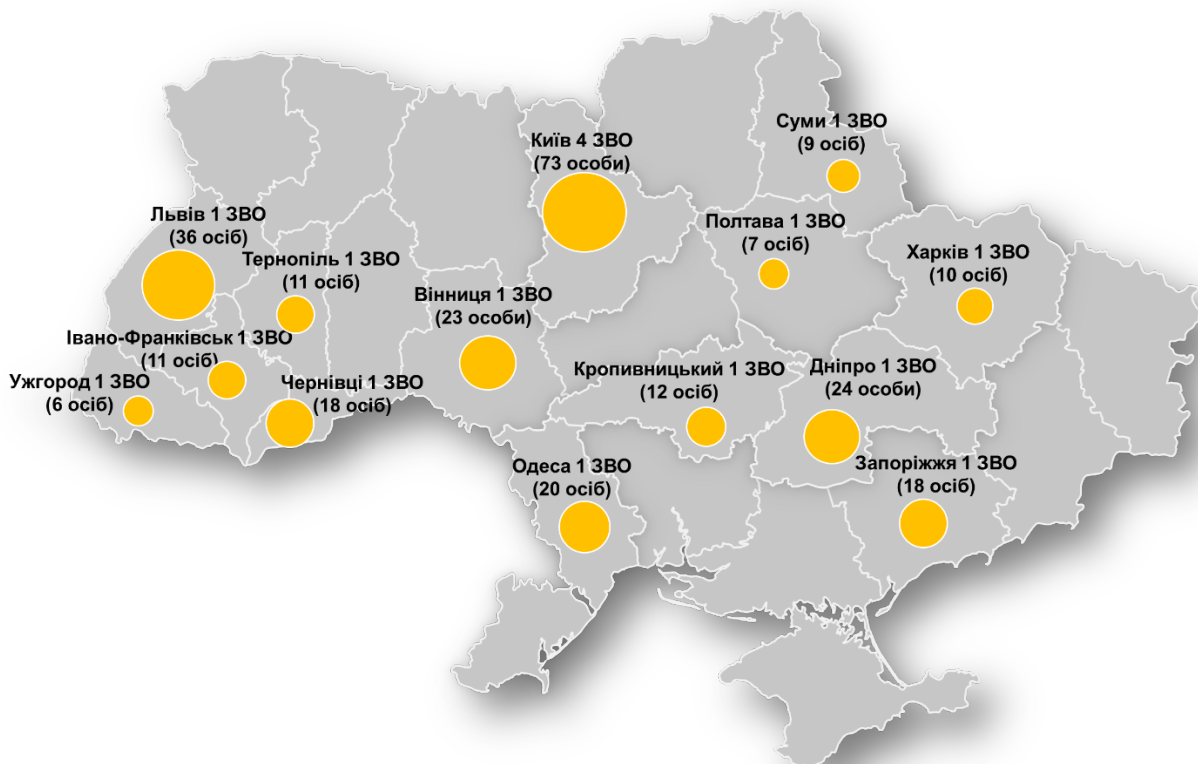 Суми 1 ЗВО
(9 осіб)
Київ 4 ЗВО
(73 особи)
Львів 1 ЗВО
(36 осіб)
Полтава 1 ЗВО
(7 осіб)
Харків 1 ЗВО
(10 осіб)
Тернопіль 1 ЗВО
(11 осіб)
Вінниця 1 ЗВО
(23 особи)
Івано-Франківськ 1 ЗВО
(11 осіб)
Ужгород 1 ЗВО
(6 осіб)
Чернівці 1 ЗВО
(18 осіб)
Кропивницький 1 ЗВО
(12 осіб)
Дніпро 1 ЗВО
(24 особи)
Одеса 1 ЗВО
(20 осіб)
Запоріжжя 1 ЗВО
(18 осіб)